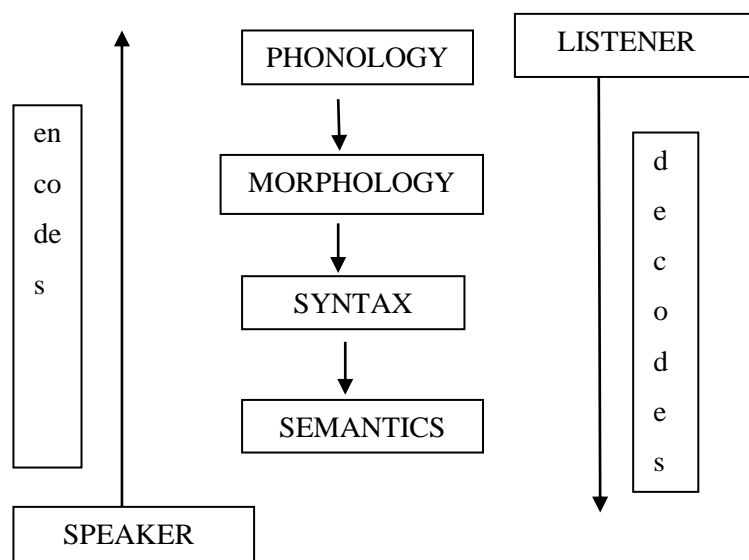 PHONOLOGY
LISTENER
en
co
de
s
MORPHOLOGY
d
e
c
o
d
e
s
SYNTAX
SEMANTICS
SPEAKER